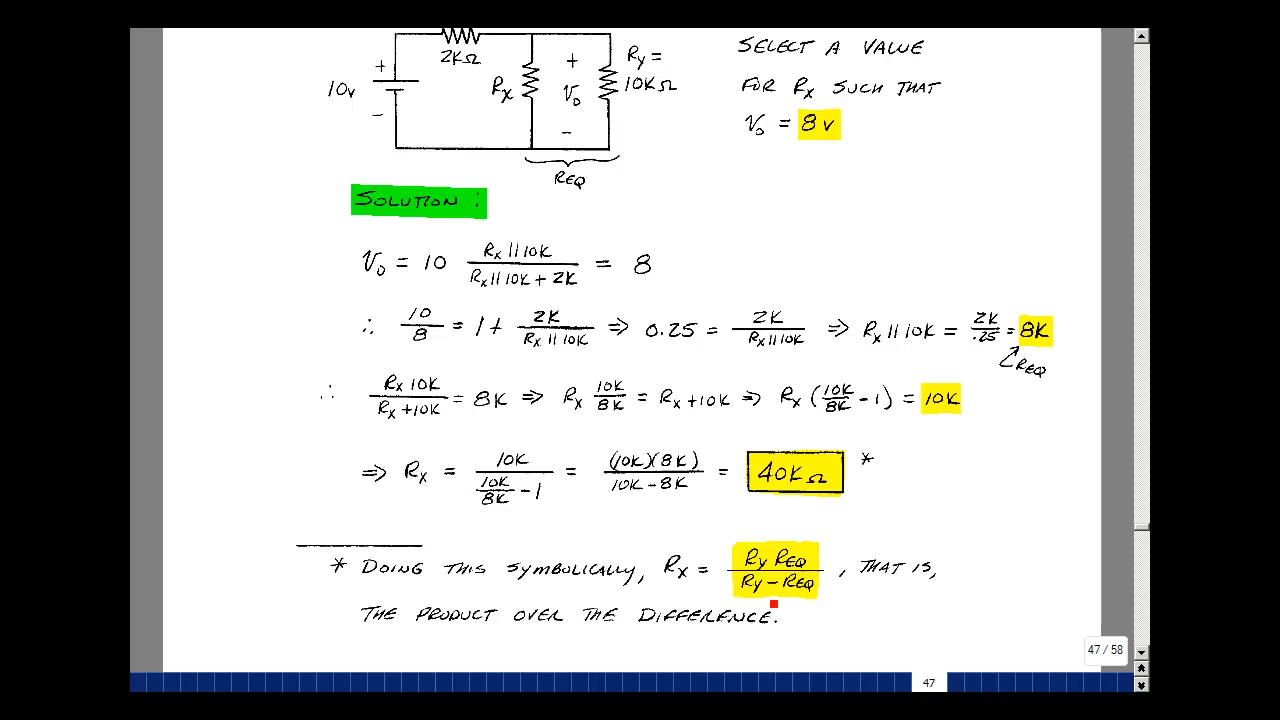 2KΩ
10V
+
-
Rx
+
V₀
-
Ry =
10KΩ
REQ
SELECT A VALUE
FOR Rx SUCH THAT
V₀ = 8V
SOLUTION :
V₀ = 10 (Rx || 10K) / (Rx || 10K + 2K) = 8
∴ 10/8 = 1 + 2K/(Rx || 10K) ⇒ 0.25 = 2K/(Rx || 10K) ⇒ Rx || 10K = 2K/.25 = 8K
REQ
∴ Rx 10K/(Rx + 10K) = 8K ⇒ Rx 10K/8K = Rx + 10K ⇒ Rx (10K/8K - 1) = 10K
⇒ Rx = 10K/(10K/8K - 1) = (10K)(8K)/(10K - 8K) = 40KΩ *
* DOING THIS SYMBOLICALLY, Rx = Ry REQ/(Ry - REQ), THAT IS,
THE PRODUCT OVER THE DIFFERENCE.
47 / 58
47